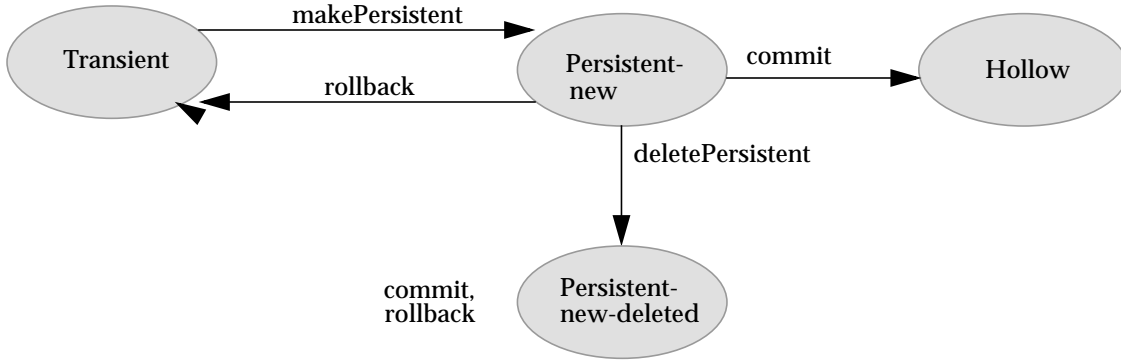 makePersistent
Transient
rollback
Persistent-
new
commit
Hollow
deletePersistent
commit,
rollback
Persistent-
new-deleted